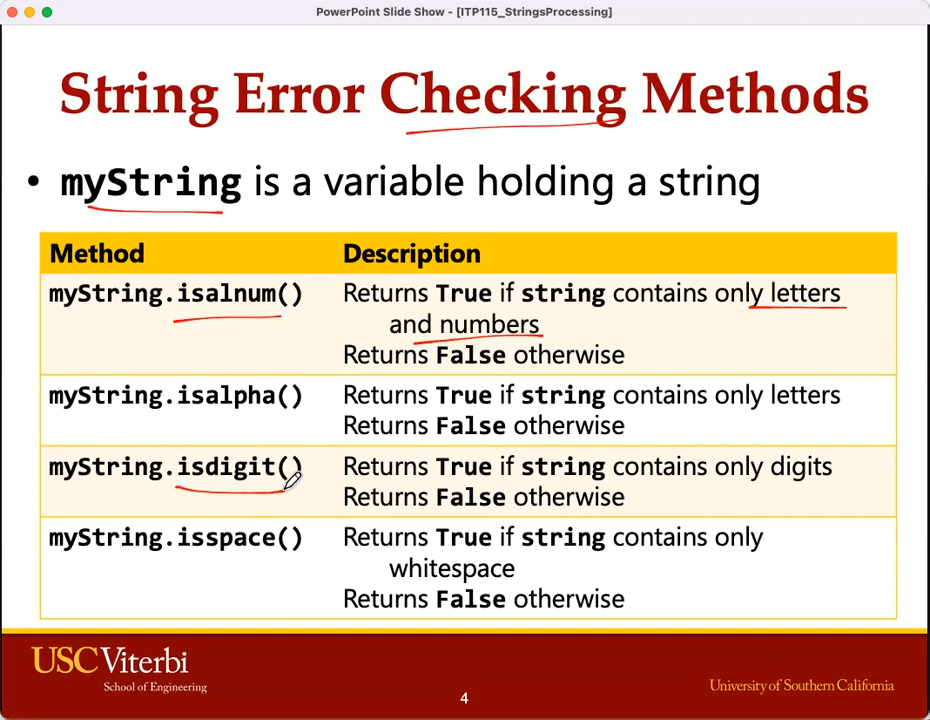 PowerPoint Slide Show - [ITP115_StringsProcessing]
String Error Checking Methods
• myString is a variable holding a string
Method Description
myString.isalnum() Returns True if string contains only letters
and numbers
Returns False otherwise
myString.isalpha() Returns True if string contains only letters
Returns False otherwise
myString.isdigit() Returns True if string contains only digits
Returns False otherwise
myString.isspace() Returns True if string contains only
whitespace
Returns False otherwise
USC Viterbi
School of Engineering
4
University of Southern California